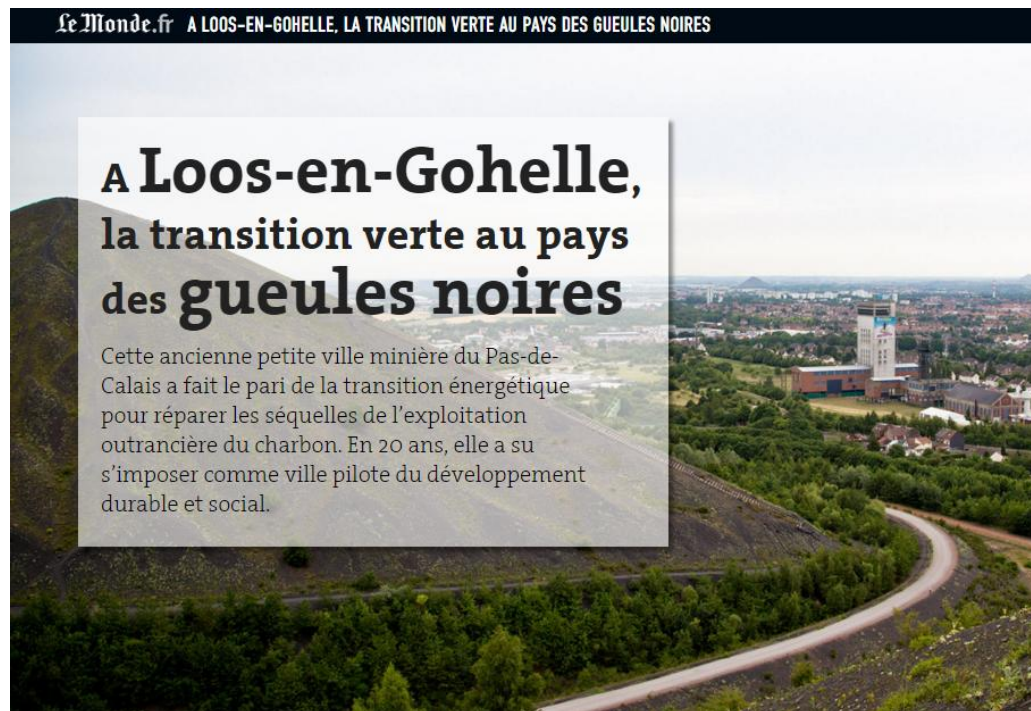 Le Monde.fr A LOOS-EN-GOHELLE, LA TRANSITION VERTE AU PAYS DES GUEULES NOIRES
A Loos-en-Gohelle,
la transition verte au pays
des gueules noires
Cette ancienne petite ville minière du Pas-de-
Calais a fait le pari de la transition énergétique
pour réparer les séquelles de l’exploitation
outrancière du charbon. En 20 ans, elle a su
s’imposer comme ville pilote du développement
durable et social.